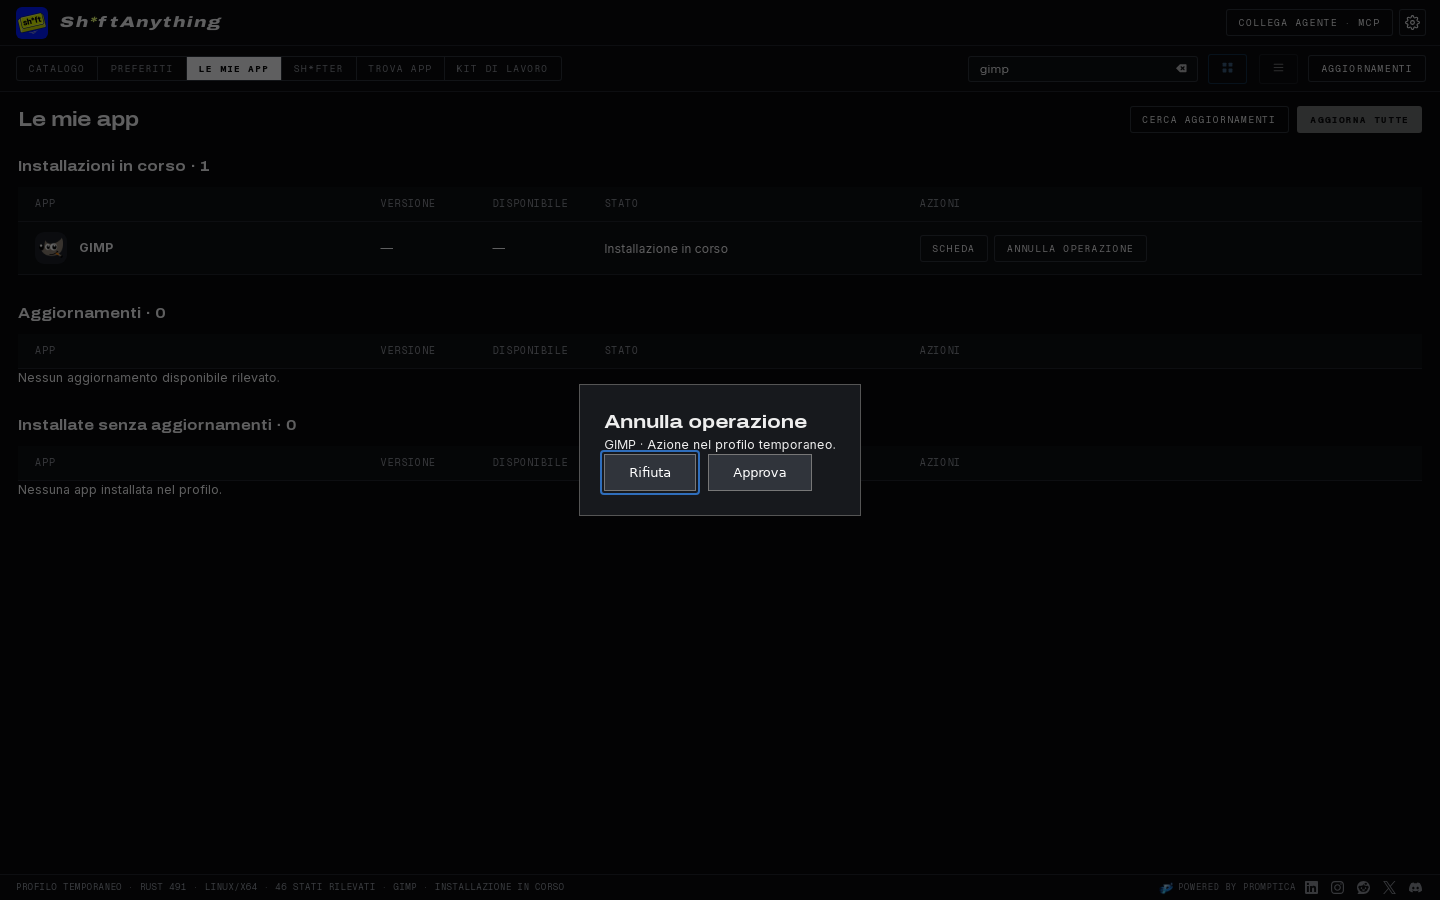 sh*ft Sh*ftAnything COLLEGA AGENTE · MCP
CATALOGO PREFERITI LE MIE APP SH*FTER TROVA APP KIT DI LAVORO gimp AGGIORNAMENTI
Le mie app CERCA AGGIORNAMENTI AGGIORNA TUTTE
Installazioni in corso · 1
APP VERSIONE DISPONIBILE STATO AZIONI
GIMP — — Installazione in corso SCHEDA ANNULLA OPERAZIONE
Aggiornamenti · 0
APP VERSIONE DISPONIBILE STATO AZIONI
Nessun aggiornamento disponibile rilevato.
Installate senza aggiornamenti · 0
APP VERSIONE DISPONIBILE AZIONI
Nessuna app installata nel profilo.
Annulla operazione
GIMP · Azione nel profilo temporaneo.
Rifiuta Approva
PROFILO TEMPORANEO · RUST 491 · LINUX/X64 · 46 STATI RILEVATI · GIMP · INSTALLAZIONE IN CORSO POWERED BY PROMPTICA